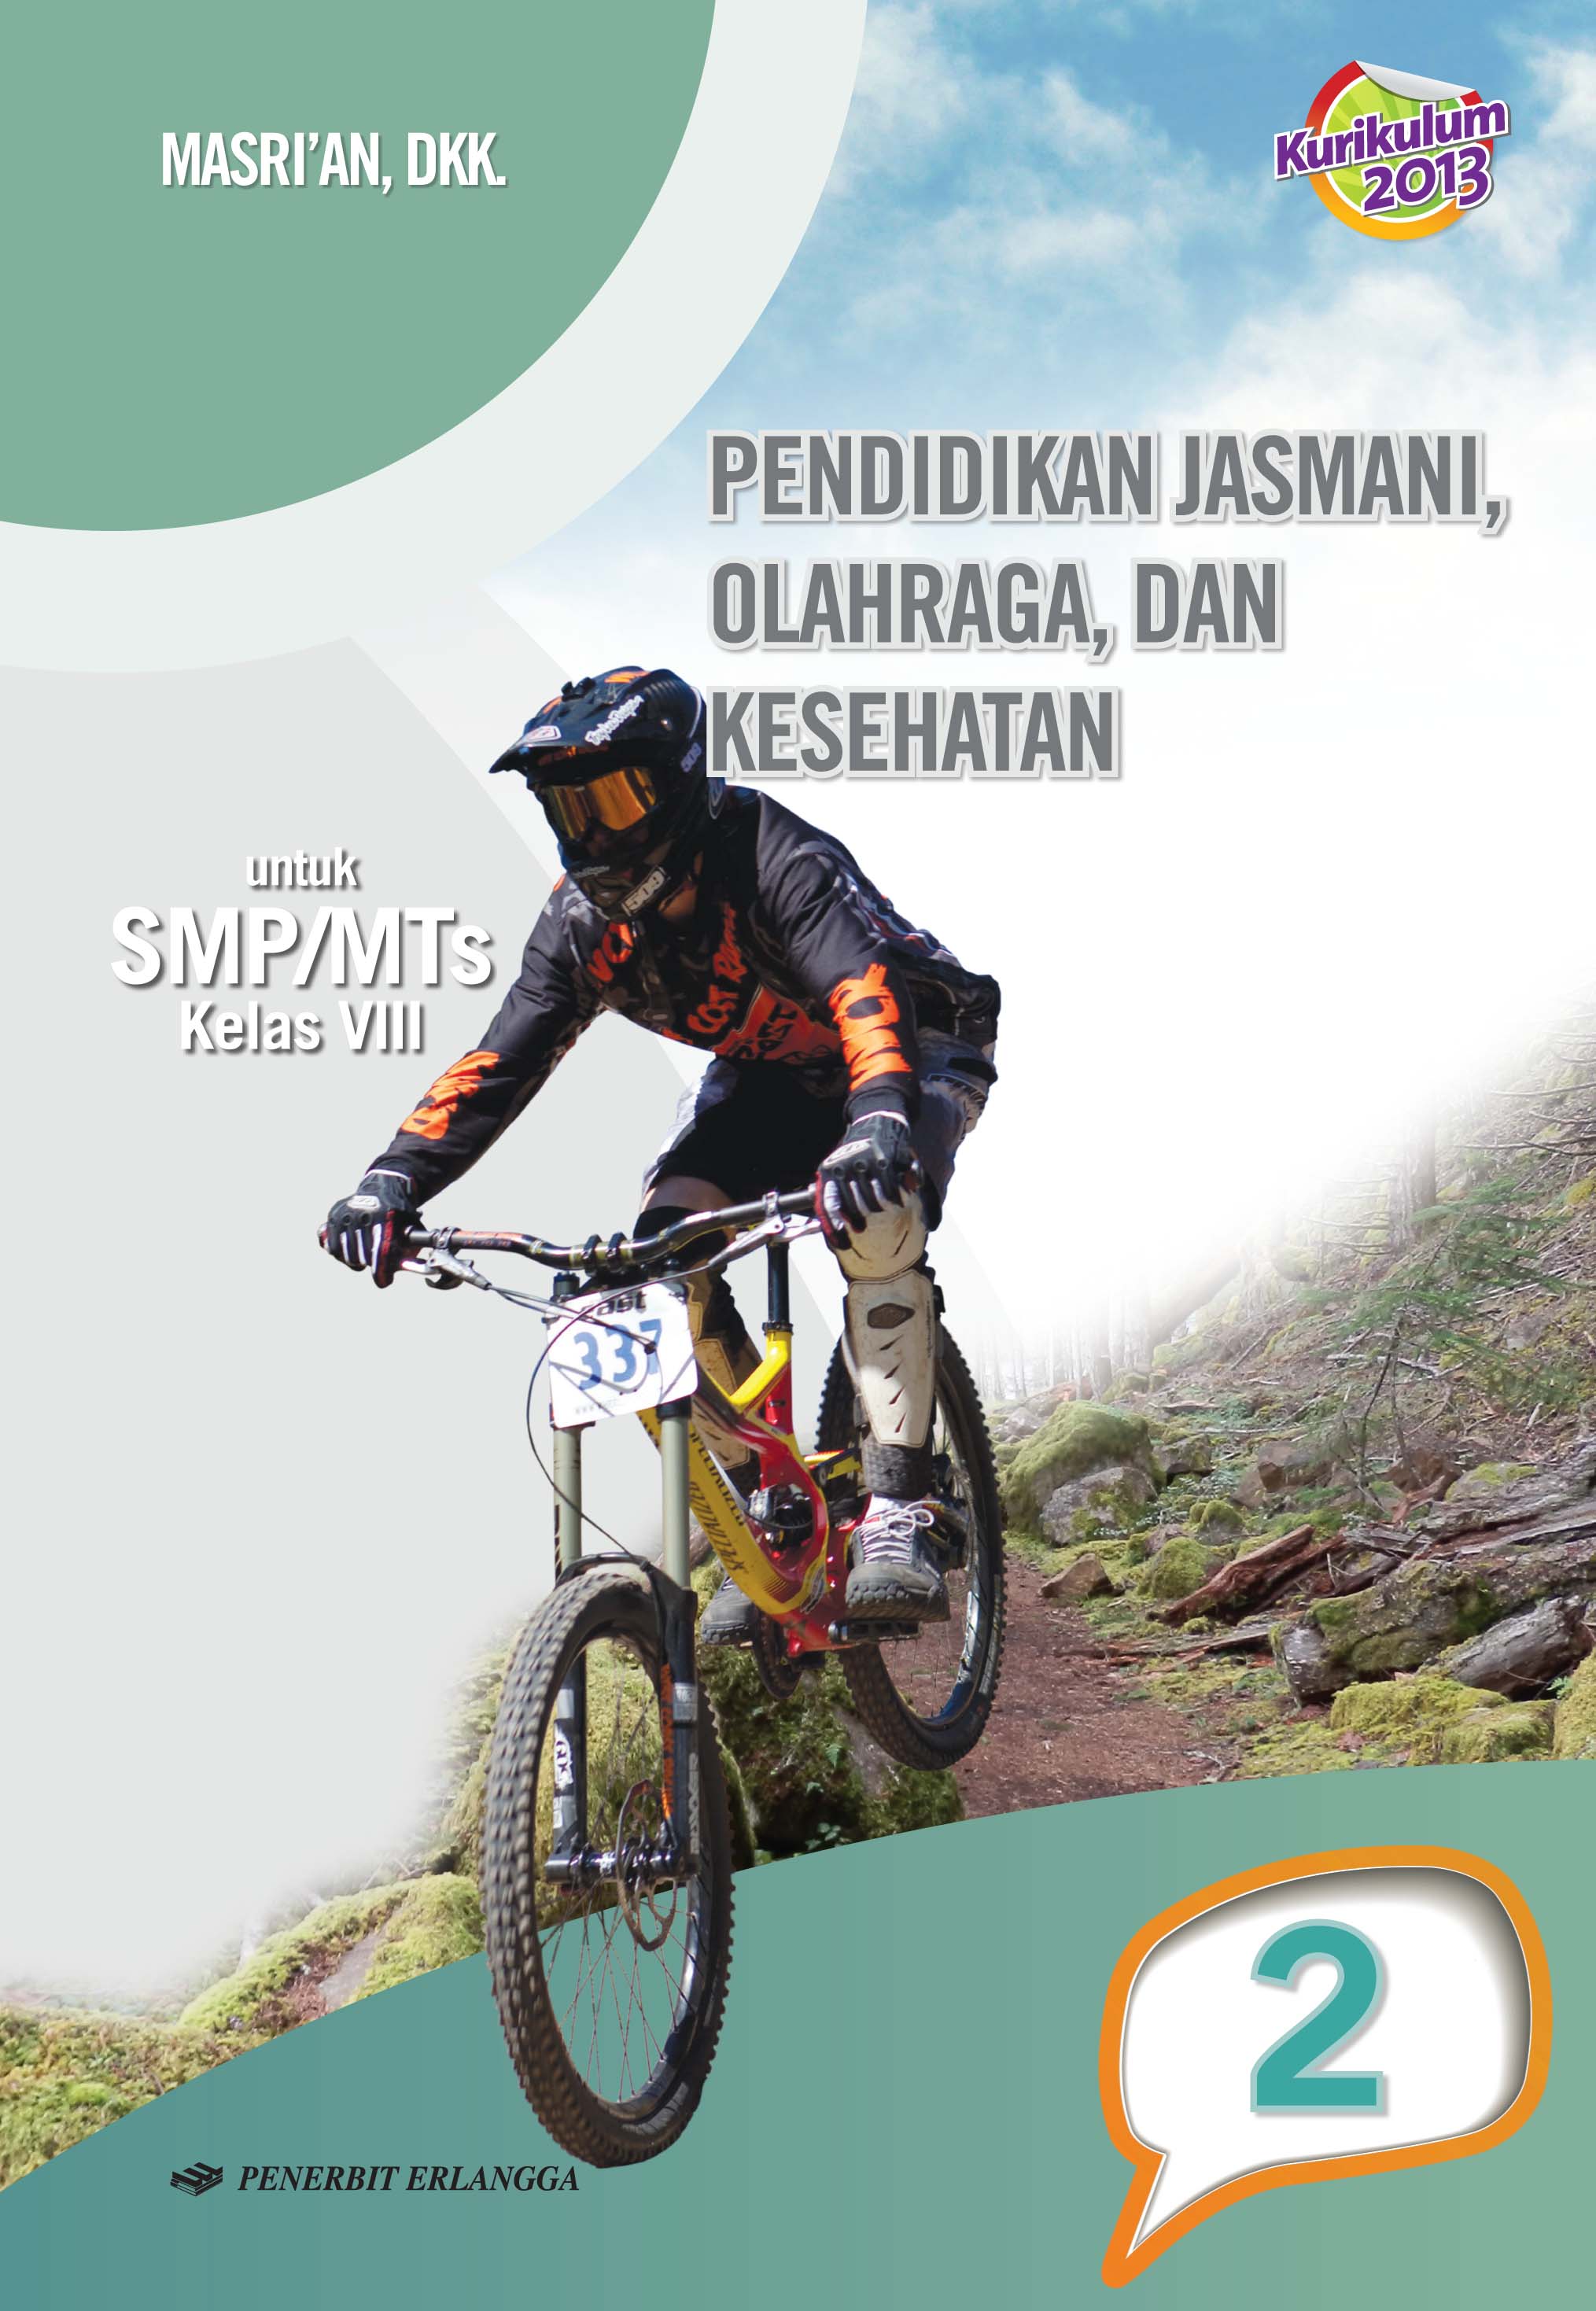 MASRI'AN, DKK.
Kurikulum
2013
PENDIDIKAN JASMANI,
OLAHRAGA, DAN
KESEHATAN
untuk
SMP/MTs
Kelas VIII
509
337
2
PENERBIT ERLANGGA